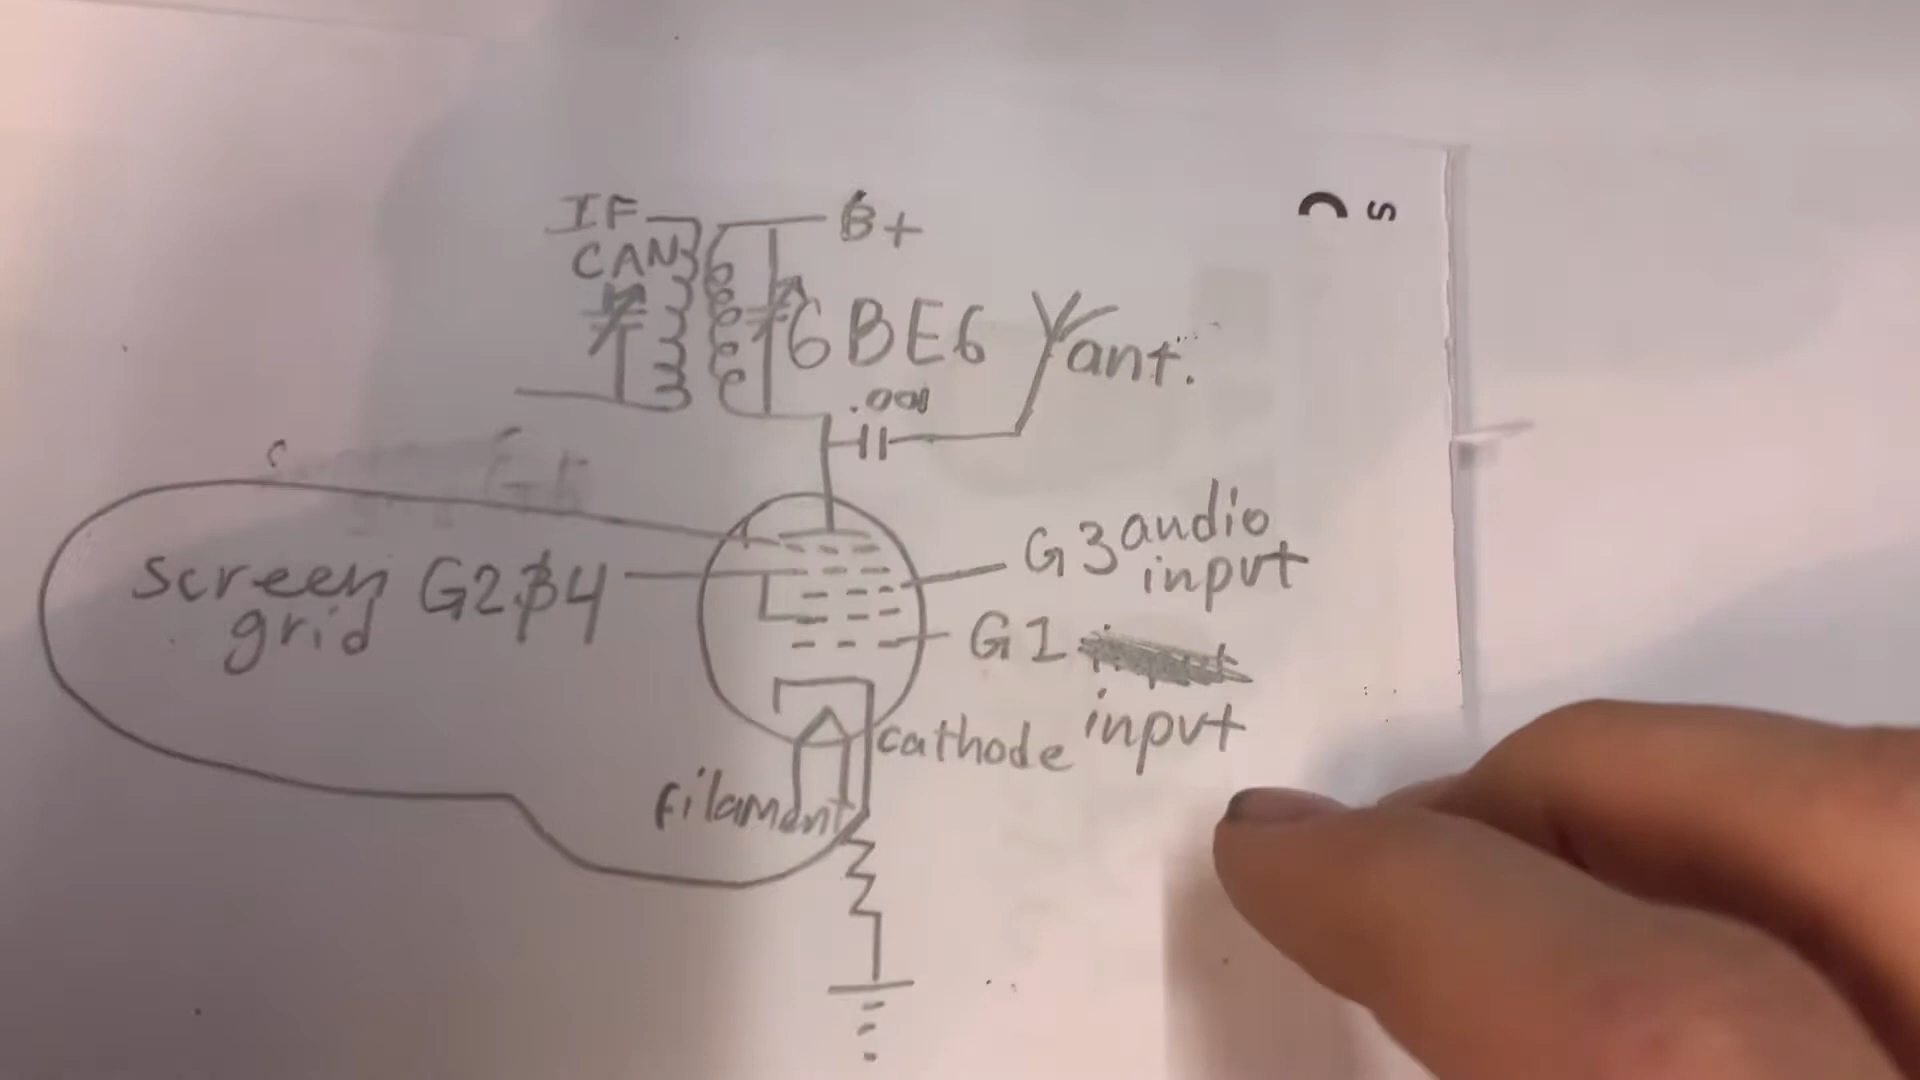 IF
CAN
B+
6BE6
ant.
.001
G3 audio
input
screen G2&4
grid
G1
input
cathode
filament